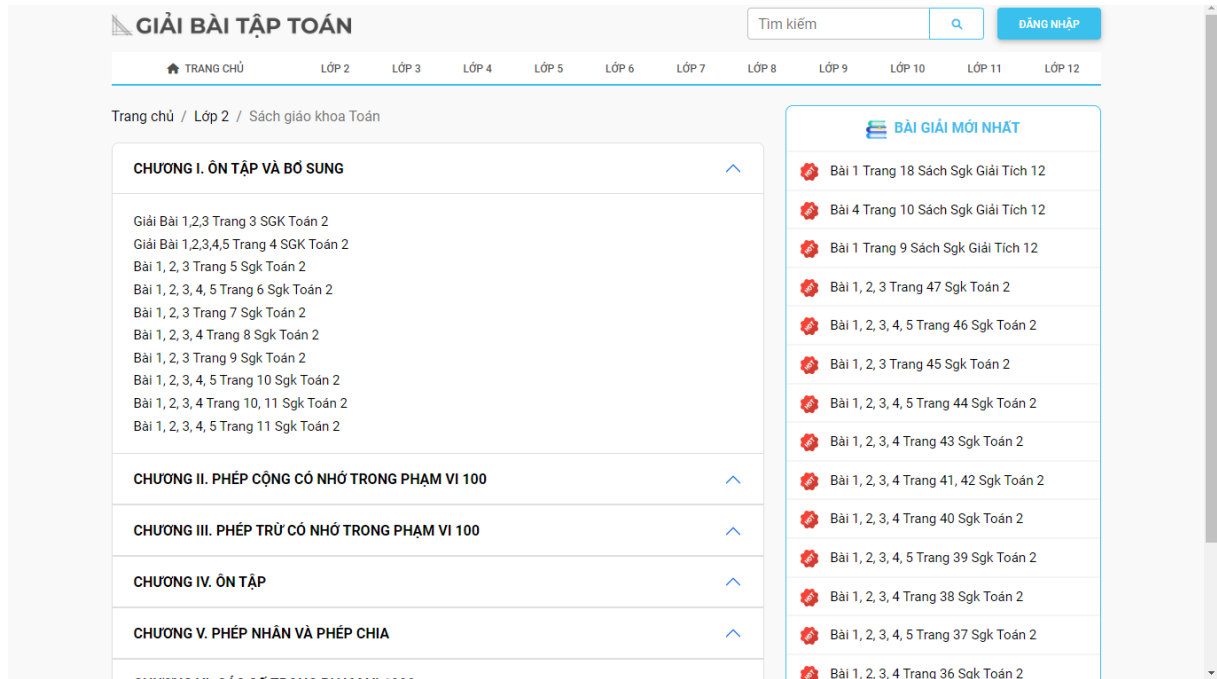 GIẢI BÀI TẬP TOÁN
Tìm kiếm
ĐĂNG NHẬP
TRANG CHỦ LỚP 2 LỚP 3 LỚP 4 LỚP 5 LỚP 6 LỚP 7 LỚP 8 LỚP 9 LỚP 10 LỚP 11 LỚP 12
Trang chủ / Lớp 2 / Sách giáo khoa Toán
CHƯƠNG I. ÔN TẬP VÀ BỔ SUNG
Giải Bài 1,2,3 Trang 3 SGK Toán 2
Giải Bài 1,2,3,4,5 Trang 4 SGK Toán 2
Bài 1, 2, 3 Trang 5 Sgk Toán 2
Bài 1, 2, 3, 4, 5 Trang 6 Sgk Toán 2
Bài 1, 2, 3 Trang 7 Sgk Toán 2
Bài 1, 2, 3, 4 Trang 8 Sgk Toán 2
Bài 1, 2, 3 Trang 9 Sgk Toán 2
Bài 1, 2, 3, 4, 5 Trang 10 Sgk Toán 2
Bài 1, 2, 3, 4 Trang 10, 11 Sgk Toán 2
Bài 1, 2, 3, 4, 5 Trang 11 Sgk Toán 2
CHƯƠNG II. PHÉP CỘNG CÓ NHỚ TRONG PHẠM VI 100
CHƯƠNG III. PHÉP TRỪ CÓ NHỚ TRONG PHẠM VI 100
CHƯƠNG IV. ÔN TẬP
CHƯƠNG V. PHÉP NHÂN VÀ PHÉP CHIA
BÀI GIẢI MỚI NHẤT
HOT Bài 1 Trang 18 Sách Sgk Giải Tích 12
HOT Bài 4 Trang 10 Sách Sgk Giải Tích 12
HOT Bài 1 Trang 9 Sách Sgk Giải Tích 12
HOT Bài 1, 2, 3 Trang 47 Sgk Toán 2
HOT Bài 1, 2, 3, 4, 5 Trang 46 Sgk Toán 2
HOT Bài 1, 2, 3 Trang 45 Sgk Toán 2
HOT Bài 1, 2, 3, 4, 5 Trang 44 Sgk Toán 2
HOT Bài 1, 2, 3, 4 Trang 43 Sgk Toán 2
HOT Bài 1, 2, 3, 4 Trang 41, 42 Sgk Toán 2
HOT Bài 1, 2, 3, 4 Trang 40 Sgk Toán 2
HOT Bài 1, 2, 3, 4, 5 Trang 39 Sgk Toán 2
HOT Bài 1, 2, 3, 4 Trang 38 Sgk Toán 2
HOT Bài 1, 2, 3, 4, 5 Trang 37 Sgk Toán 2
HOT Bài 1, 2, 3, 4 Trang 36 Sgk Toán 2